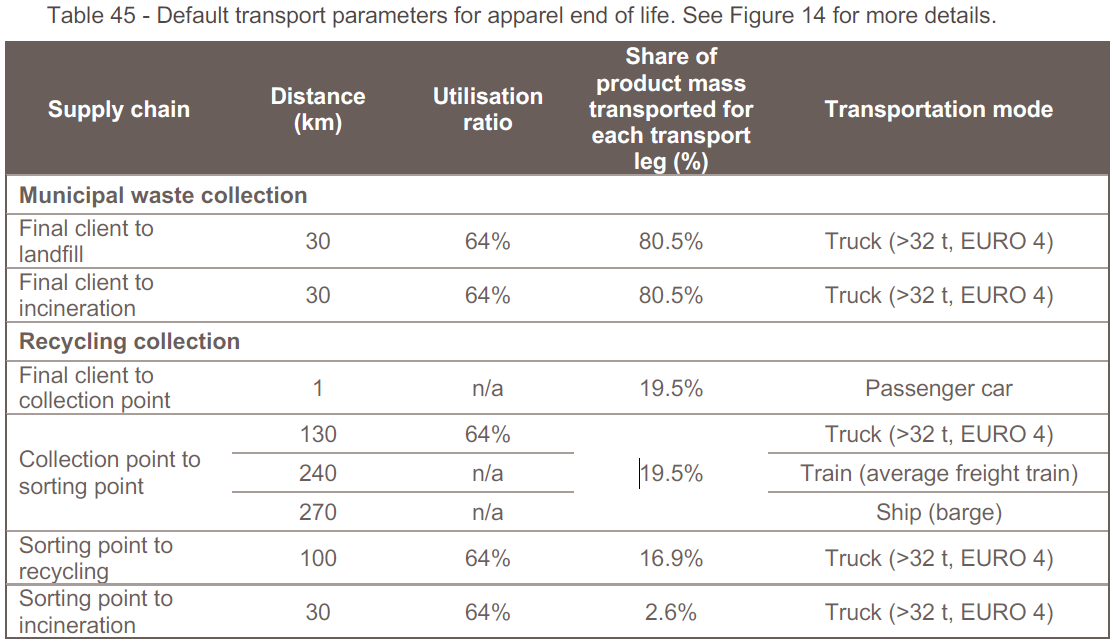 Table 45 - Default transport parameters for apparel end of life. See Figure 14 for more details.
Supply chain
Distance
(km)
Utilisation
ratio
Share of
product mass
transported for
each transport
leg (%)
Transportation mode
Municipal waste collection
Final client to
landfill
30
64%
80.5%
Truck (>32 t, EURO 4)
Final client to
incineration
30
64%
80.5%
Truck (>32 t, EURO 4)
Recycling collection
Final client to
collection point
1
n/a
19.5%
Passenger car
Collection point to
sorting point
130
64%
Truck (>32 t, EURO 4)
240
n/a
19.5%
Train (average freight train)
270
n/a
Ship (barge)
Sorting point to
recycling
100
64%
16.9%
Truck (>32 t, EURO 4)
Sorting point to
incineration
30
64%
2.6%
Truck (>32 t, EURO 4)